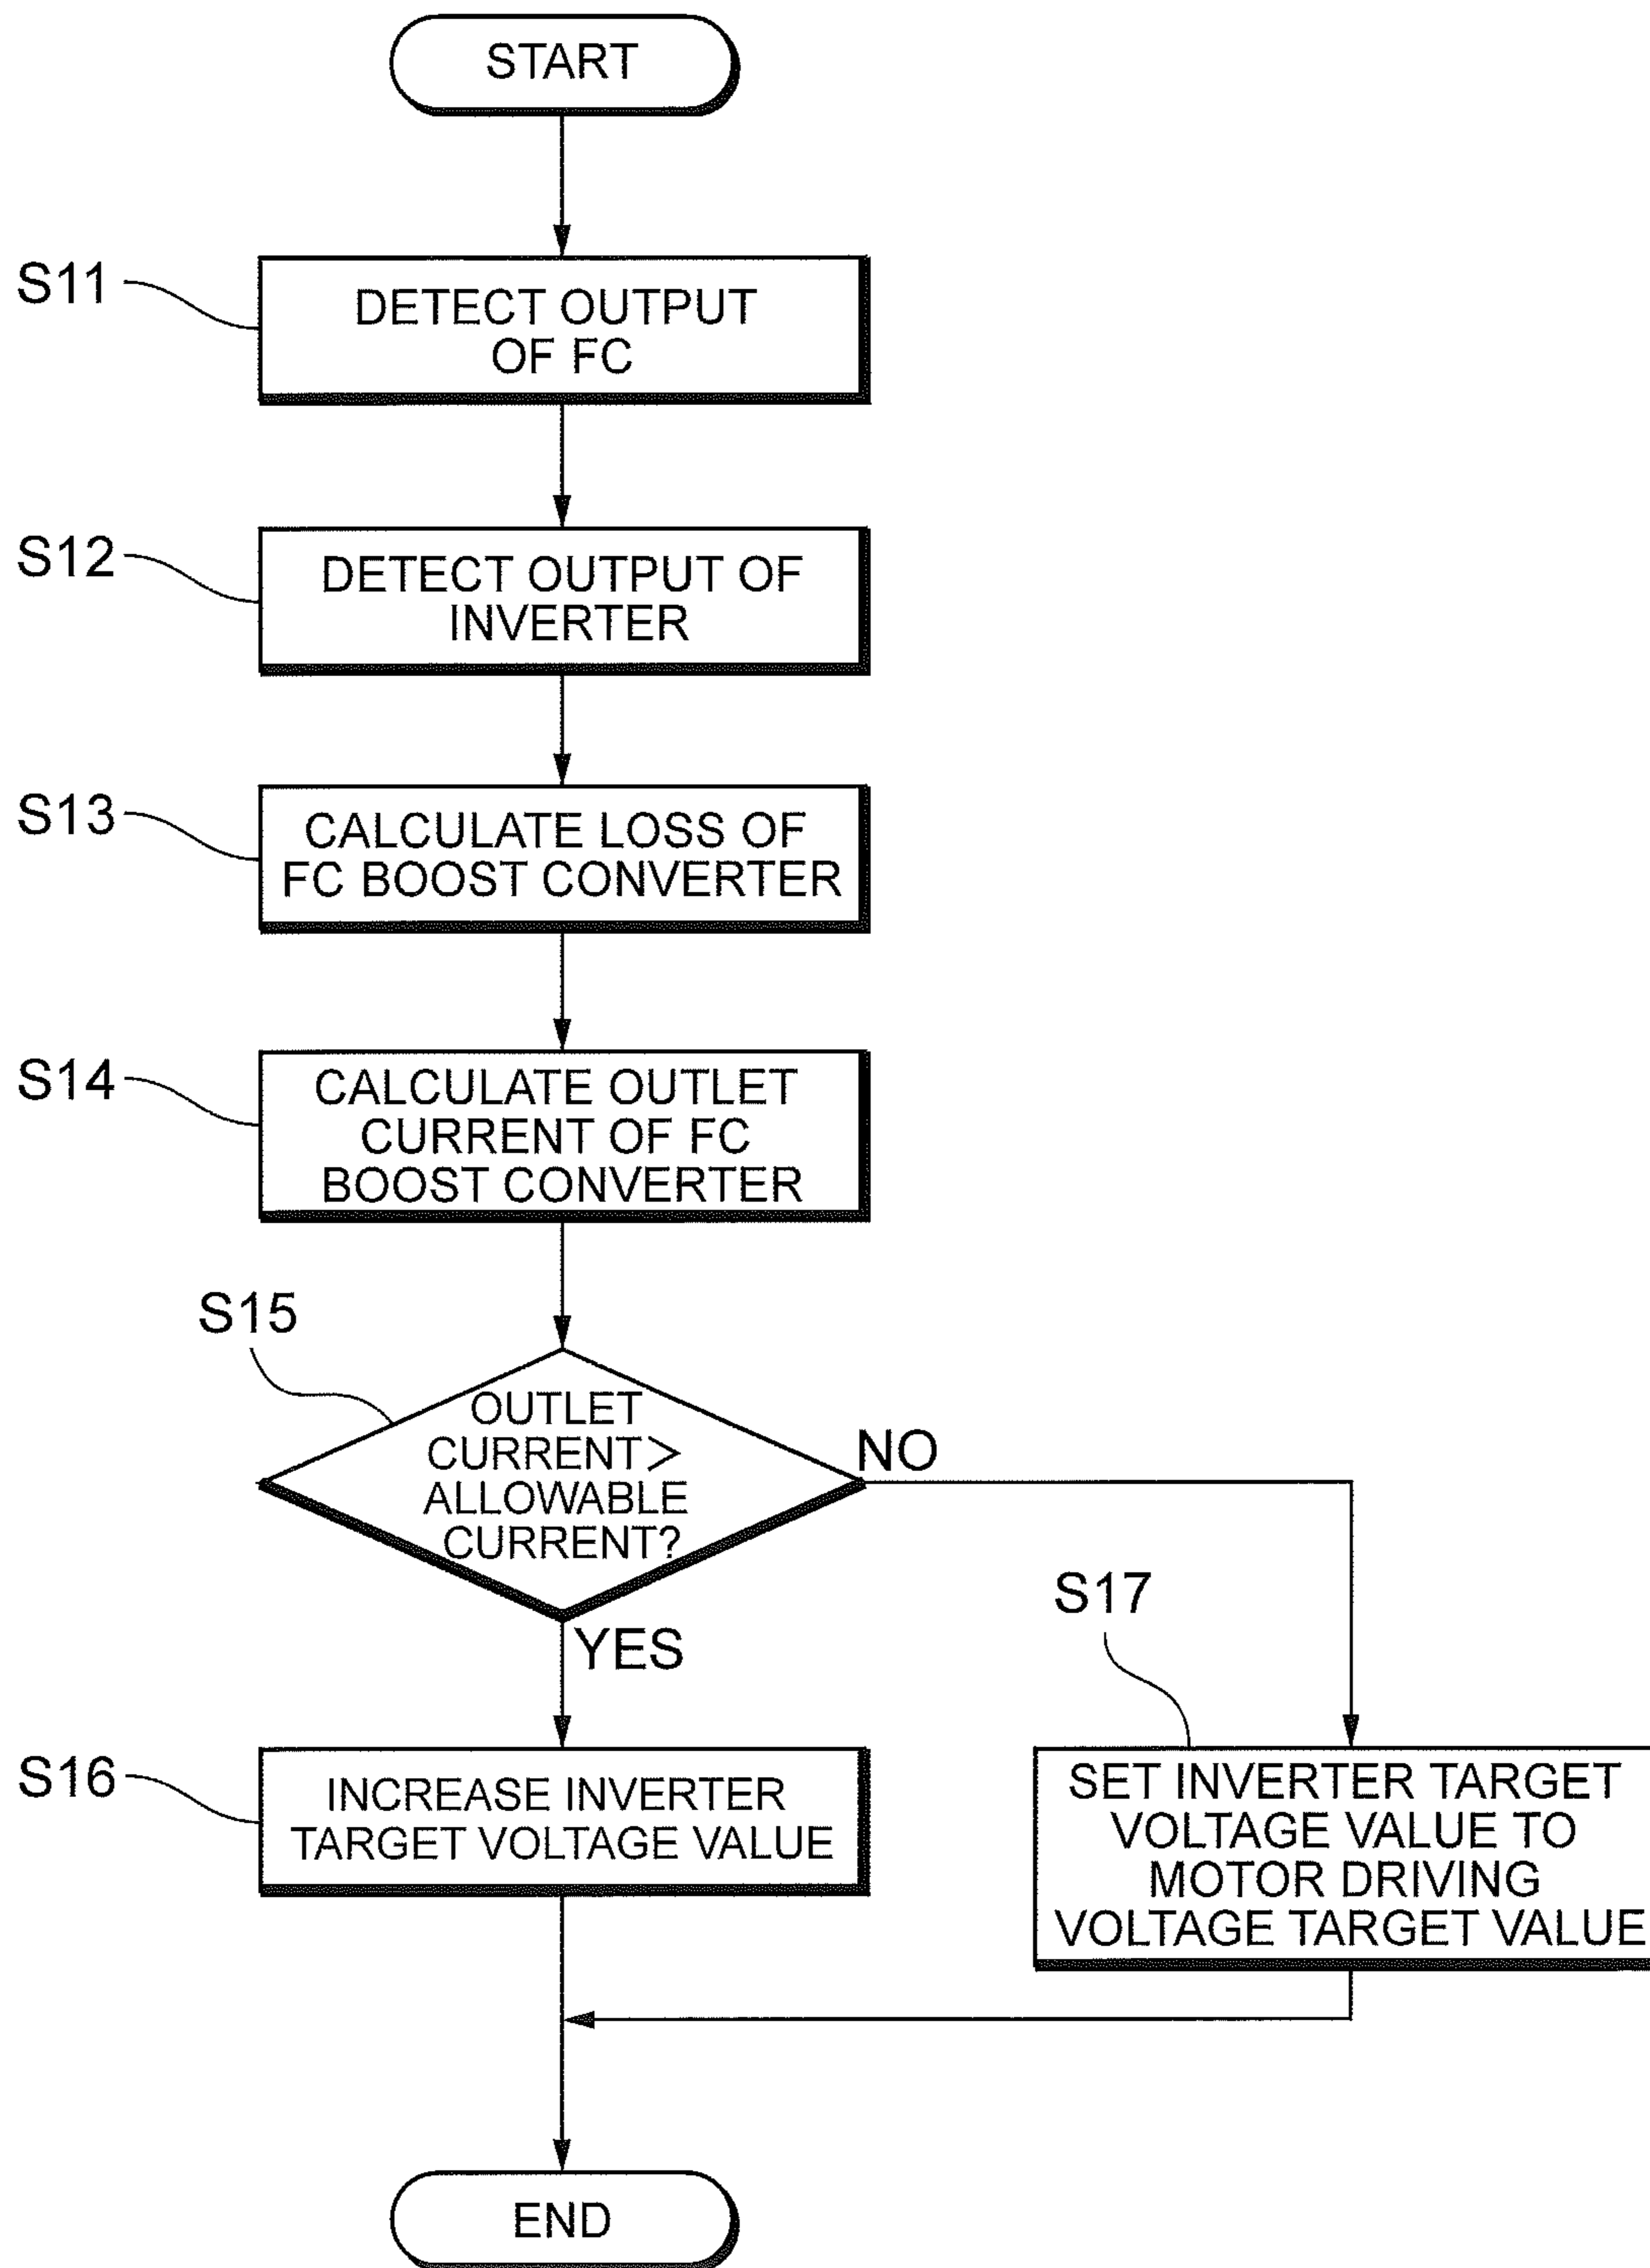 START
S11
DETECT OUTPUT
OF FC
S12
DETECT OUTPUT OF
INVERTER
S13
CALCULATE LOSS OF
FC BOOST CONVERTER
S14
CALCULATE OUTLET
CURRENT OF FC
BOOST CONVERTER
S15
OUTLET
CURRENT>
ALLOWABLE
CURRENT?
NO
YES
S16
INCREASE INVERTER
TARGET VOLTAGE VALUE
S17
SET INVERTER TARGET
VOLTAGE VALUE TO
MOTOR DRIVING
VOLTAGE TARGET VALUE
END